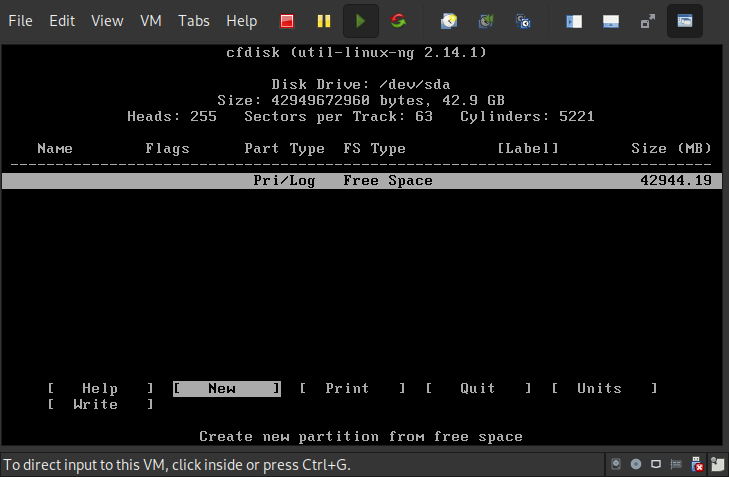 File Edit View VM Tabs Help
cfdisk (util-linux-ng 2.14.1)
Disk Drive: /dev/sda
Size: 42949672960 bytes, 42.9 GB
Heads: 255 Sectors per Track: 63 Cylinders: 5221
Name Flags Part Type FS Type [Label] Size (MB)
Pri/Log Free Space 42944.19
[ Help ] [ New ] [ Print ] [ Quit ] [ Units ]
[ Write ]
Create new partition from free space
To direct input to this VM, click inside or press Ctrl+G.